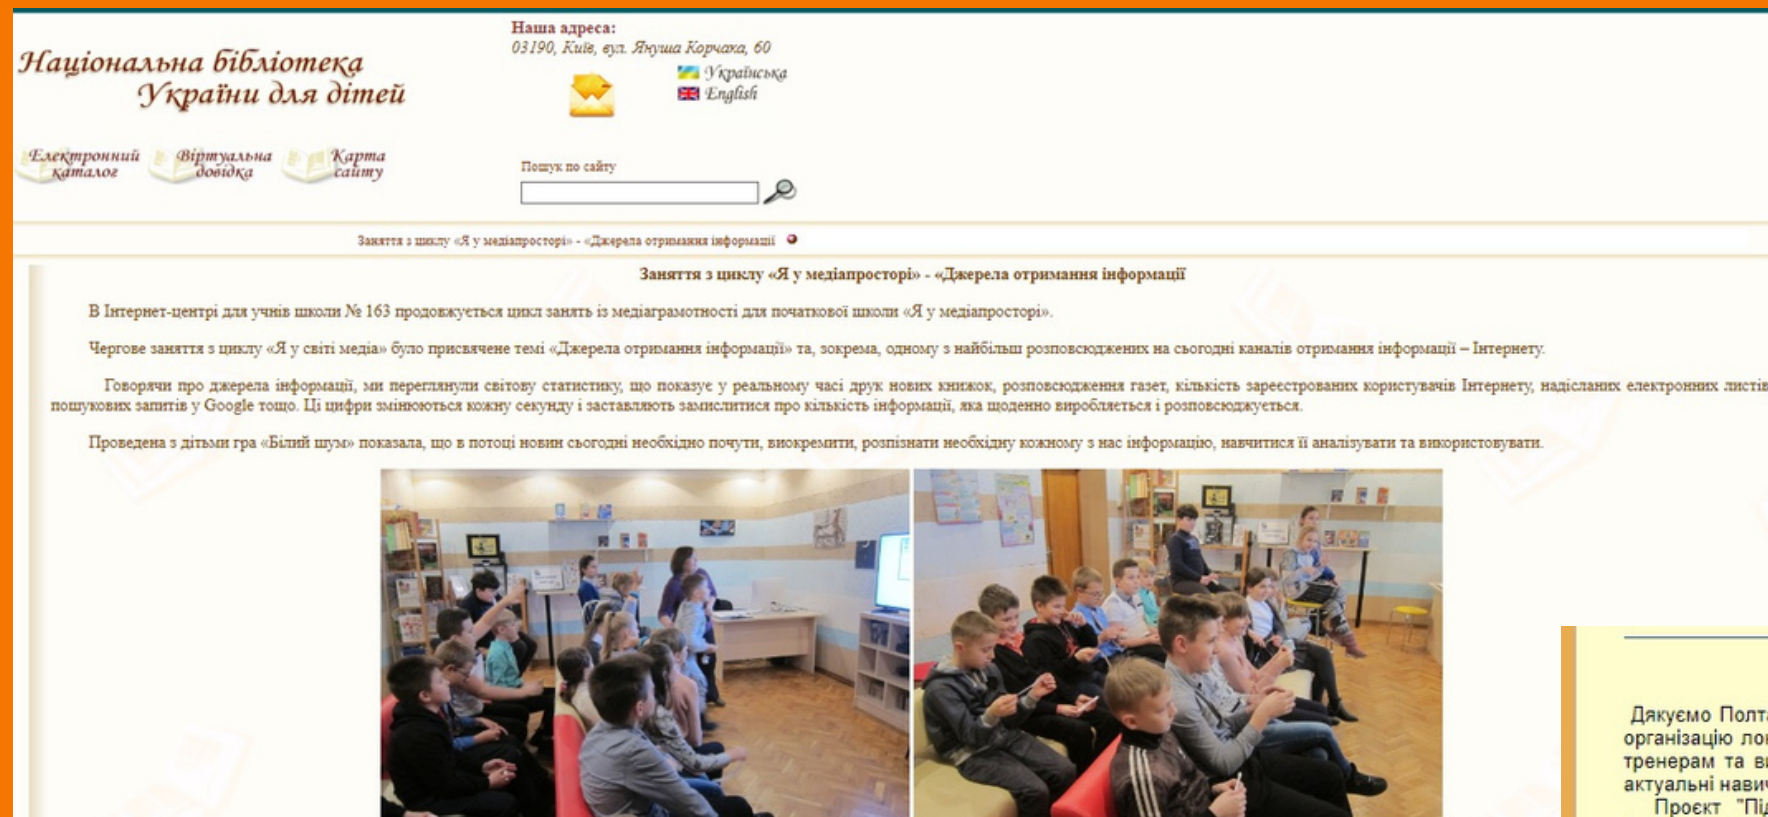 Національна бібліотека
України для дітей
Наша адреса:
03190, Київ, вул. Януша Корчака, 60
Українська
English
Електронний каталог
Віртуальна довідка
Карта сайту
Пошук по сайту
Заняття з циклу «Я у медіапросторі» - «Джерела отримання інформації
Заняття з циклу «Я у медіапросторі» - «Джерела отримання інформації
В Інтернет-центрі для учнів школи № 163 продовжується цикл занять із медіаграмотності для початкової школи «Я у медіапросторі».
Чергове заняття з циклу «Я у світі медіа» було присвячене темі «Джерела отримання інформації» та, зокрема, одному з найбільш розповсюджених на сьогодні каналів отримання інформації – Інтернету.
Говорячи про джерела інформації, ми переглянули світову статистику, що показує у реальному часі друк нових книжок, розповсюдження газет, кількість зареєстрованих користувачів Інтернету, надісланих електронних листів
пошукових запитів у Google тощо. Ці цифри змінюються кожну секунду і заставляють замислитися про кількість інформації, яка щоденно виробляється і розповсюджується.
Проведена з дітьми гра «Білий шум» показала, що в потоці новин сьогодні необхідно почути, виокремити, розпізнати необхідну кожному з нас інформацію, навчитися її аналізувати та використовувати.
Дякуємо Полта
організацію лок
тренерам та ви
актуальні навич
Проєкт "Під